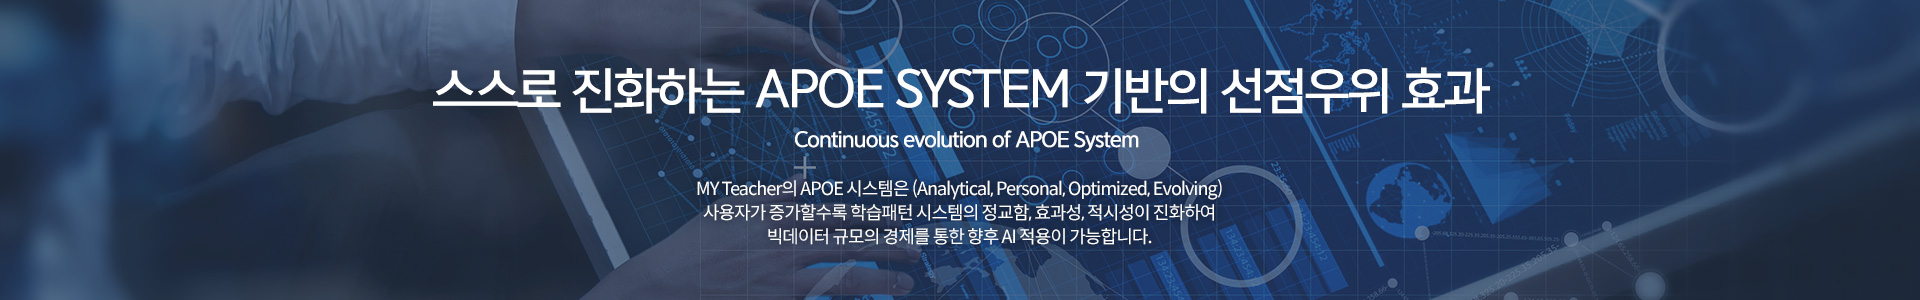 스스로 진화하는 APOE SYSTEM 기반의 선점우위 효과
Continuous evolution of APOE System
MY Teacher의 APOE 시스템은 (Analytical, Personal, Optimized, Evolving)
사용자가 증가할수록 학습패턴 시스템의 정교함, 효과성, 적시성이 진화하여
빅데이터 규모의 경제를 통한 향후 AI 적용이 가능합니다.